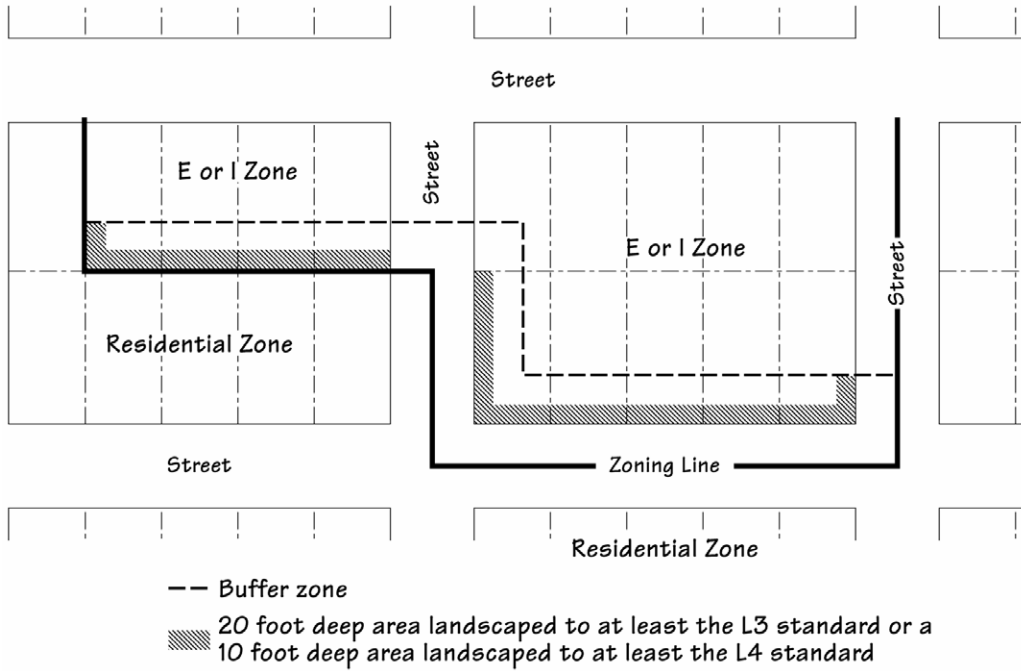 Street
Street
E or I Zone
E or I Zone
Street
Residential Zone
Street
Zoning Line
Residential Zone
Buffer zone
20 foot deep area landscaped to at least the L3 standard or a
10 foot deep area landscaped to at least the L4 standard